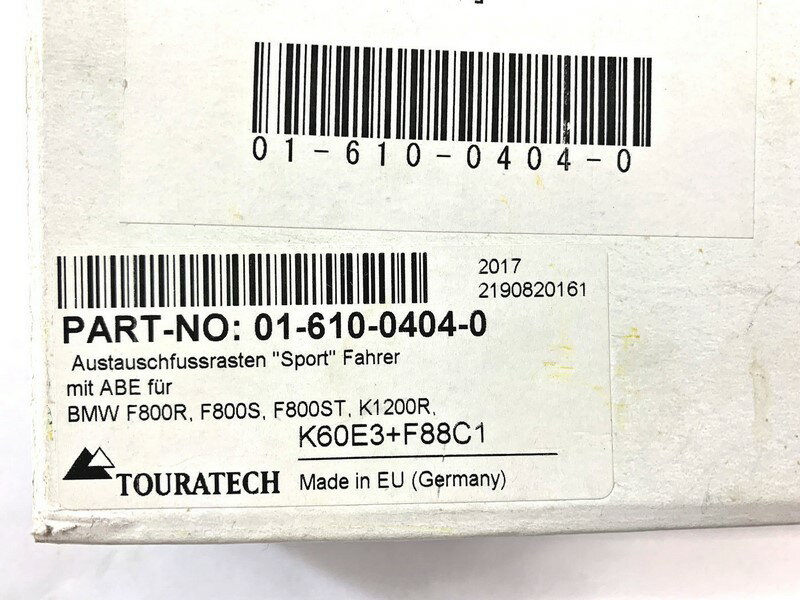 01-610-0404-0
2017
2190820161
PART-NO: 01-610-0404-0
Austauschfussrasten "Sport" Fahrer
mit ABE für
BMW F800R, F800S, F800ST, K1200R,
K60E3+F88C1
TOURATECH
Made in EU (Germany)